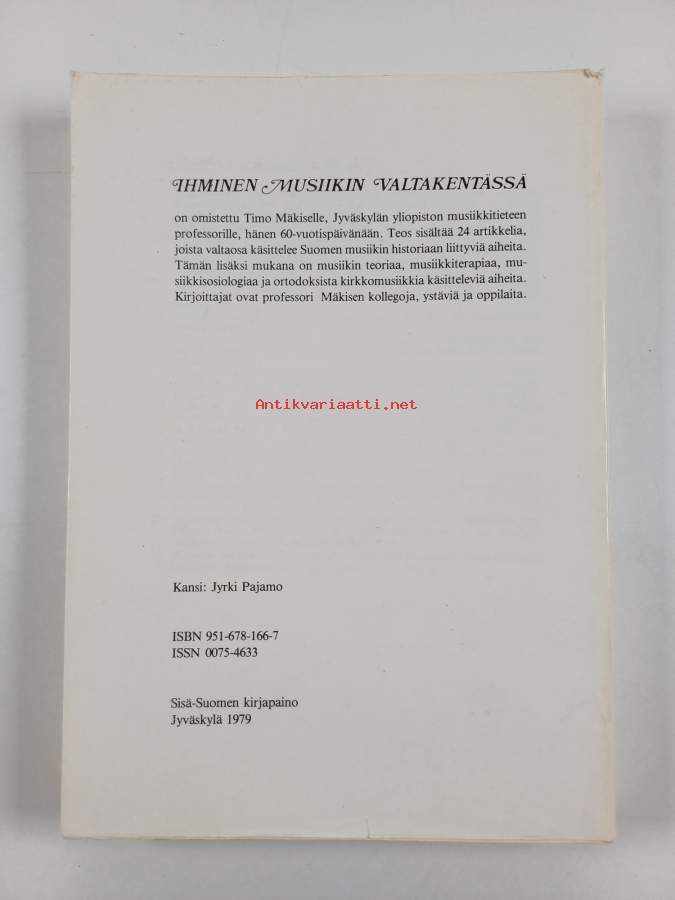 IHMINEN MUSIIKIN VALTAKENTÄSSÄ
on omistettu Timo Mäkiselle, Jyväskylän yliopiston musiikkitieteen
professorille, hänen 60-vuotispäivänään. Teos sisältää 24 artikkelia,
joista valtaosa käsittelee Suomen musiikin historiaan liittyviä aiheita.
Tämän lisäksi mukana on musiikin teoriaa, musiikkiterapiaa, mu-
siikkisosiologiaa ja ortodoksista kirkkomusiikkia käsitteleviä aiheita.
Kirjoittajat ovat professori Mäkisen kollegoja, ystäviä ja oppilaita.
Antikvariaatti.net
Kansi: Jyrki Pajamo
ISBN 951-678-166-7
ISSN 0075-4633
Sisä-Suomen kirjapaino
Jyväskylä 1979